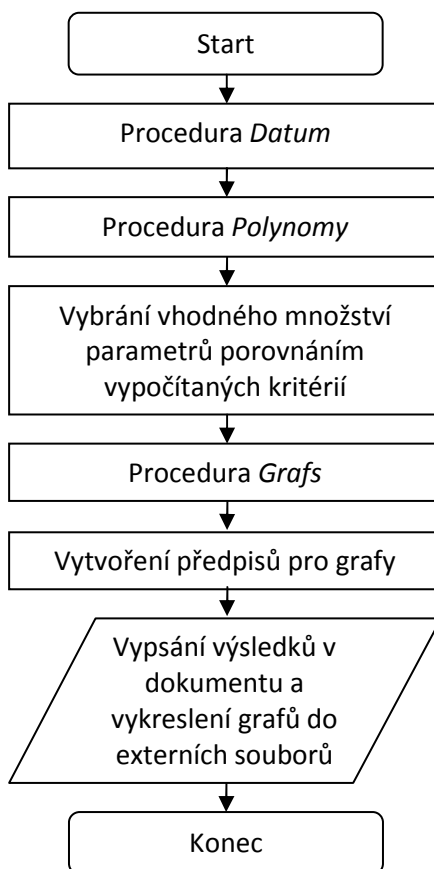 Start
Procedura Datum
Procedura Polynomy
Vybrání vhodného množství
parametrů porovnáním
vypočítaných kritérií
Procedura Grafs
Vytvoření předpisů pro grafy
Vypsání výsledků v
dokumentu a
vykreslení grafů do
externích souborů
Konec